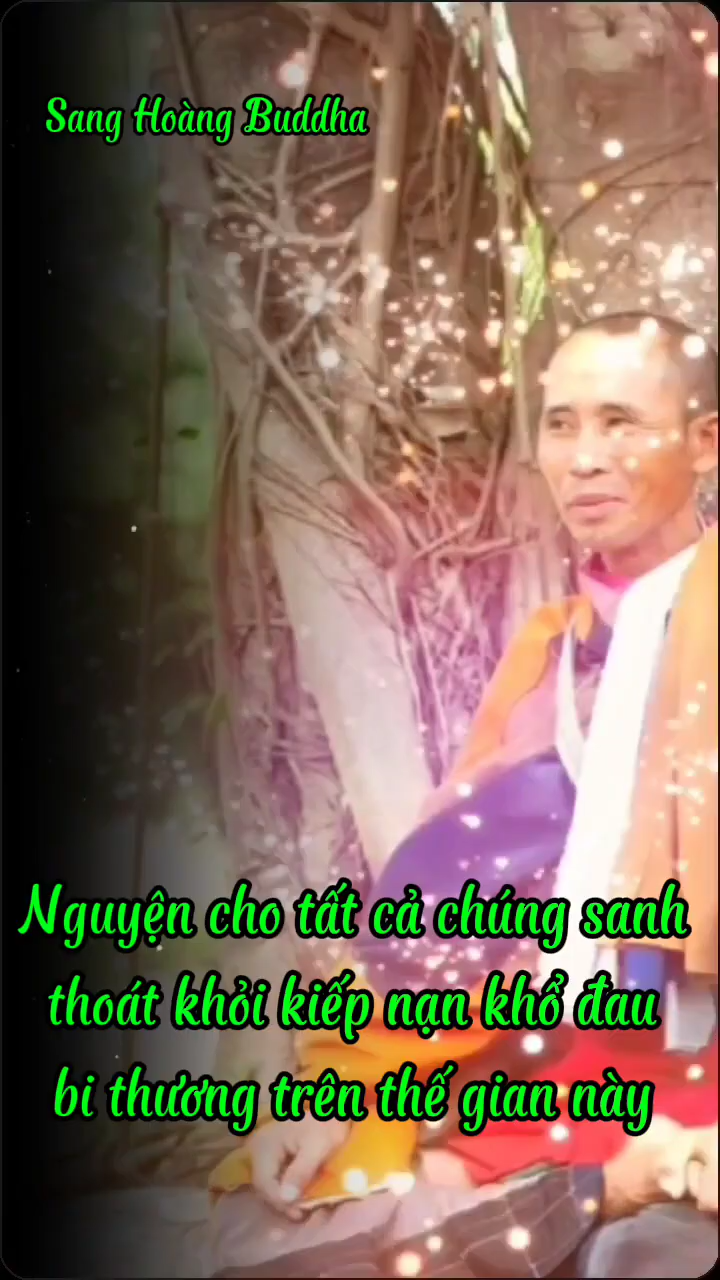 Sang Hoàng Buddha
Nguyện cho tất cả chúng sanh
thoát khỏi kiếp nạn khổ đau
bi thương trên thế gian này